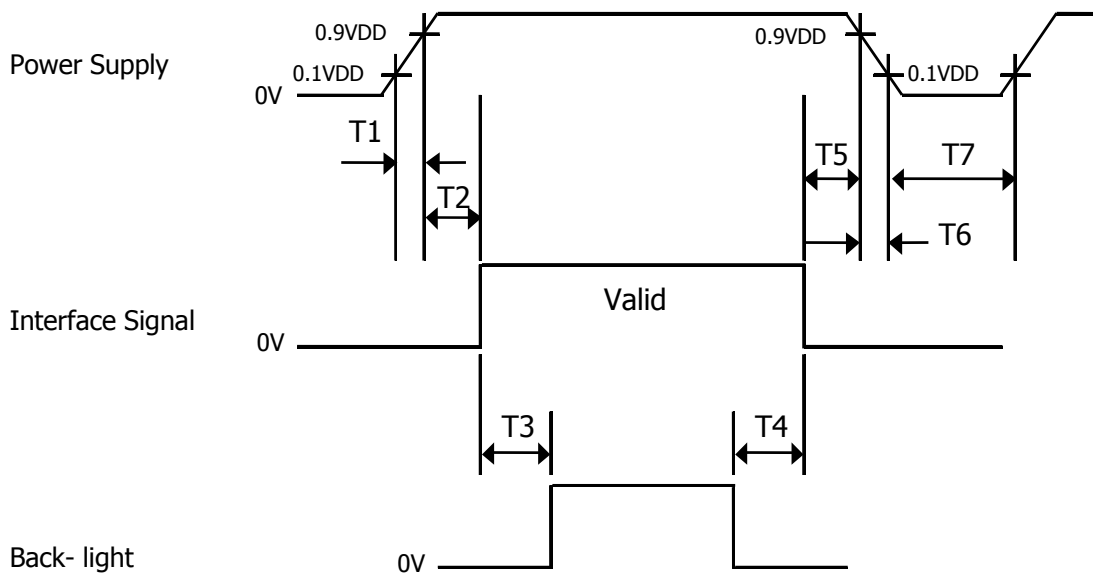 0.9VDD
0.9VDD
Power Supply
0.1VDD
0.1VDD
0V
T1
T5
T7
T2
T6
Valid
Interface Signal
0V
T3
T4
Back- light
0V